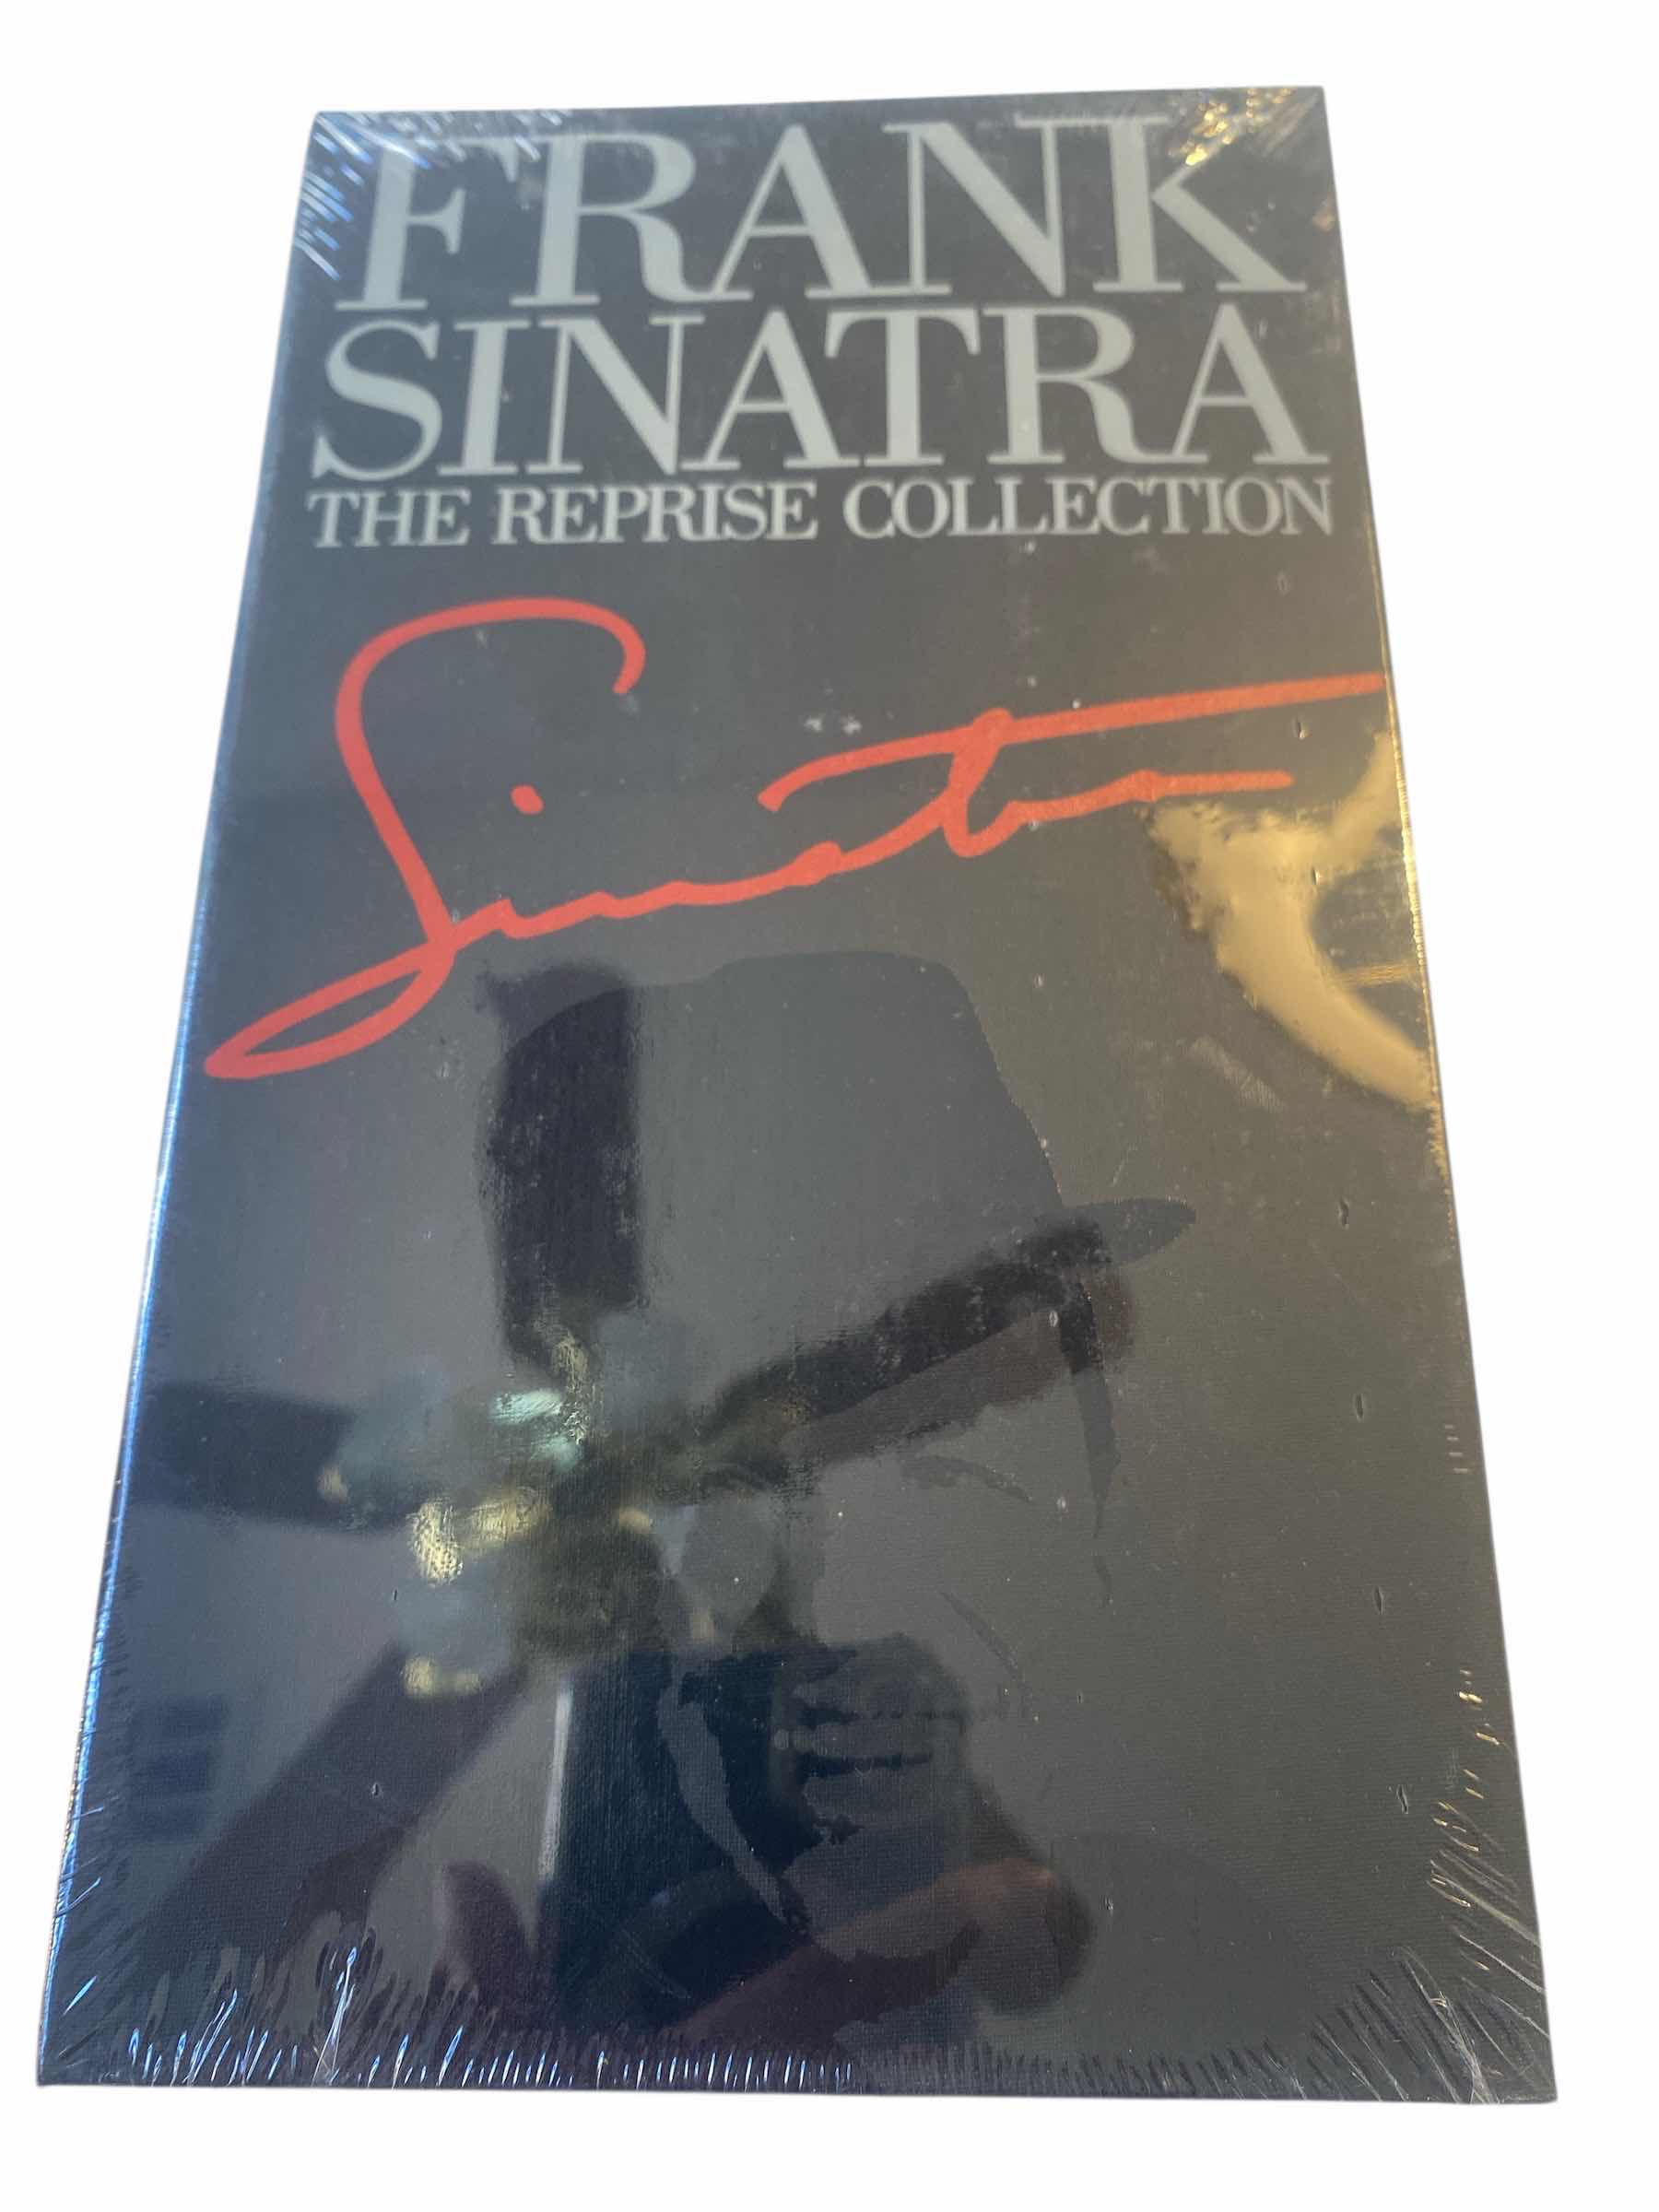 FRANK
SINATRA
THE REPRISE COLLECTION
Sinatra